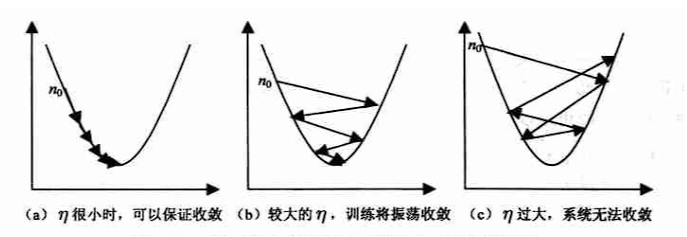 n₀
n₀
n₀
(a) η很小时，可以保证收敛
(b) 较大的η，训练将振荡收敛
(c) η过大，系统无法收敛